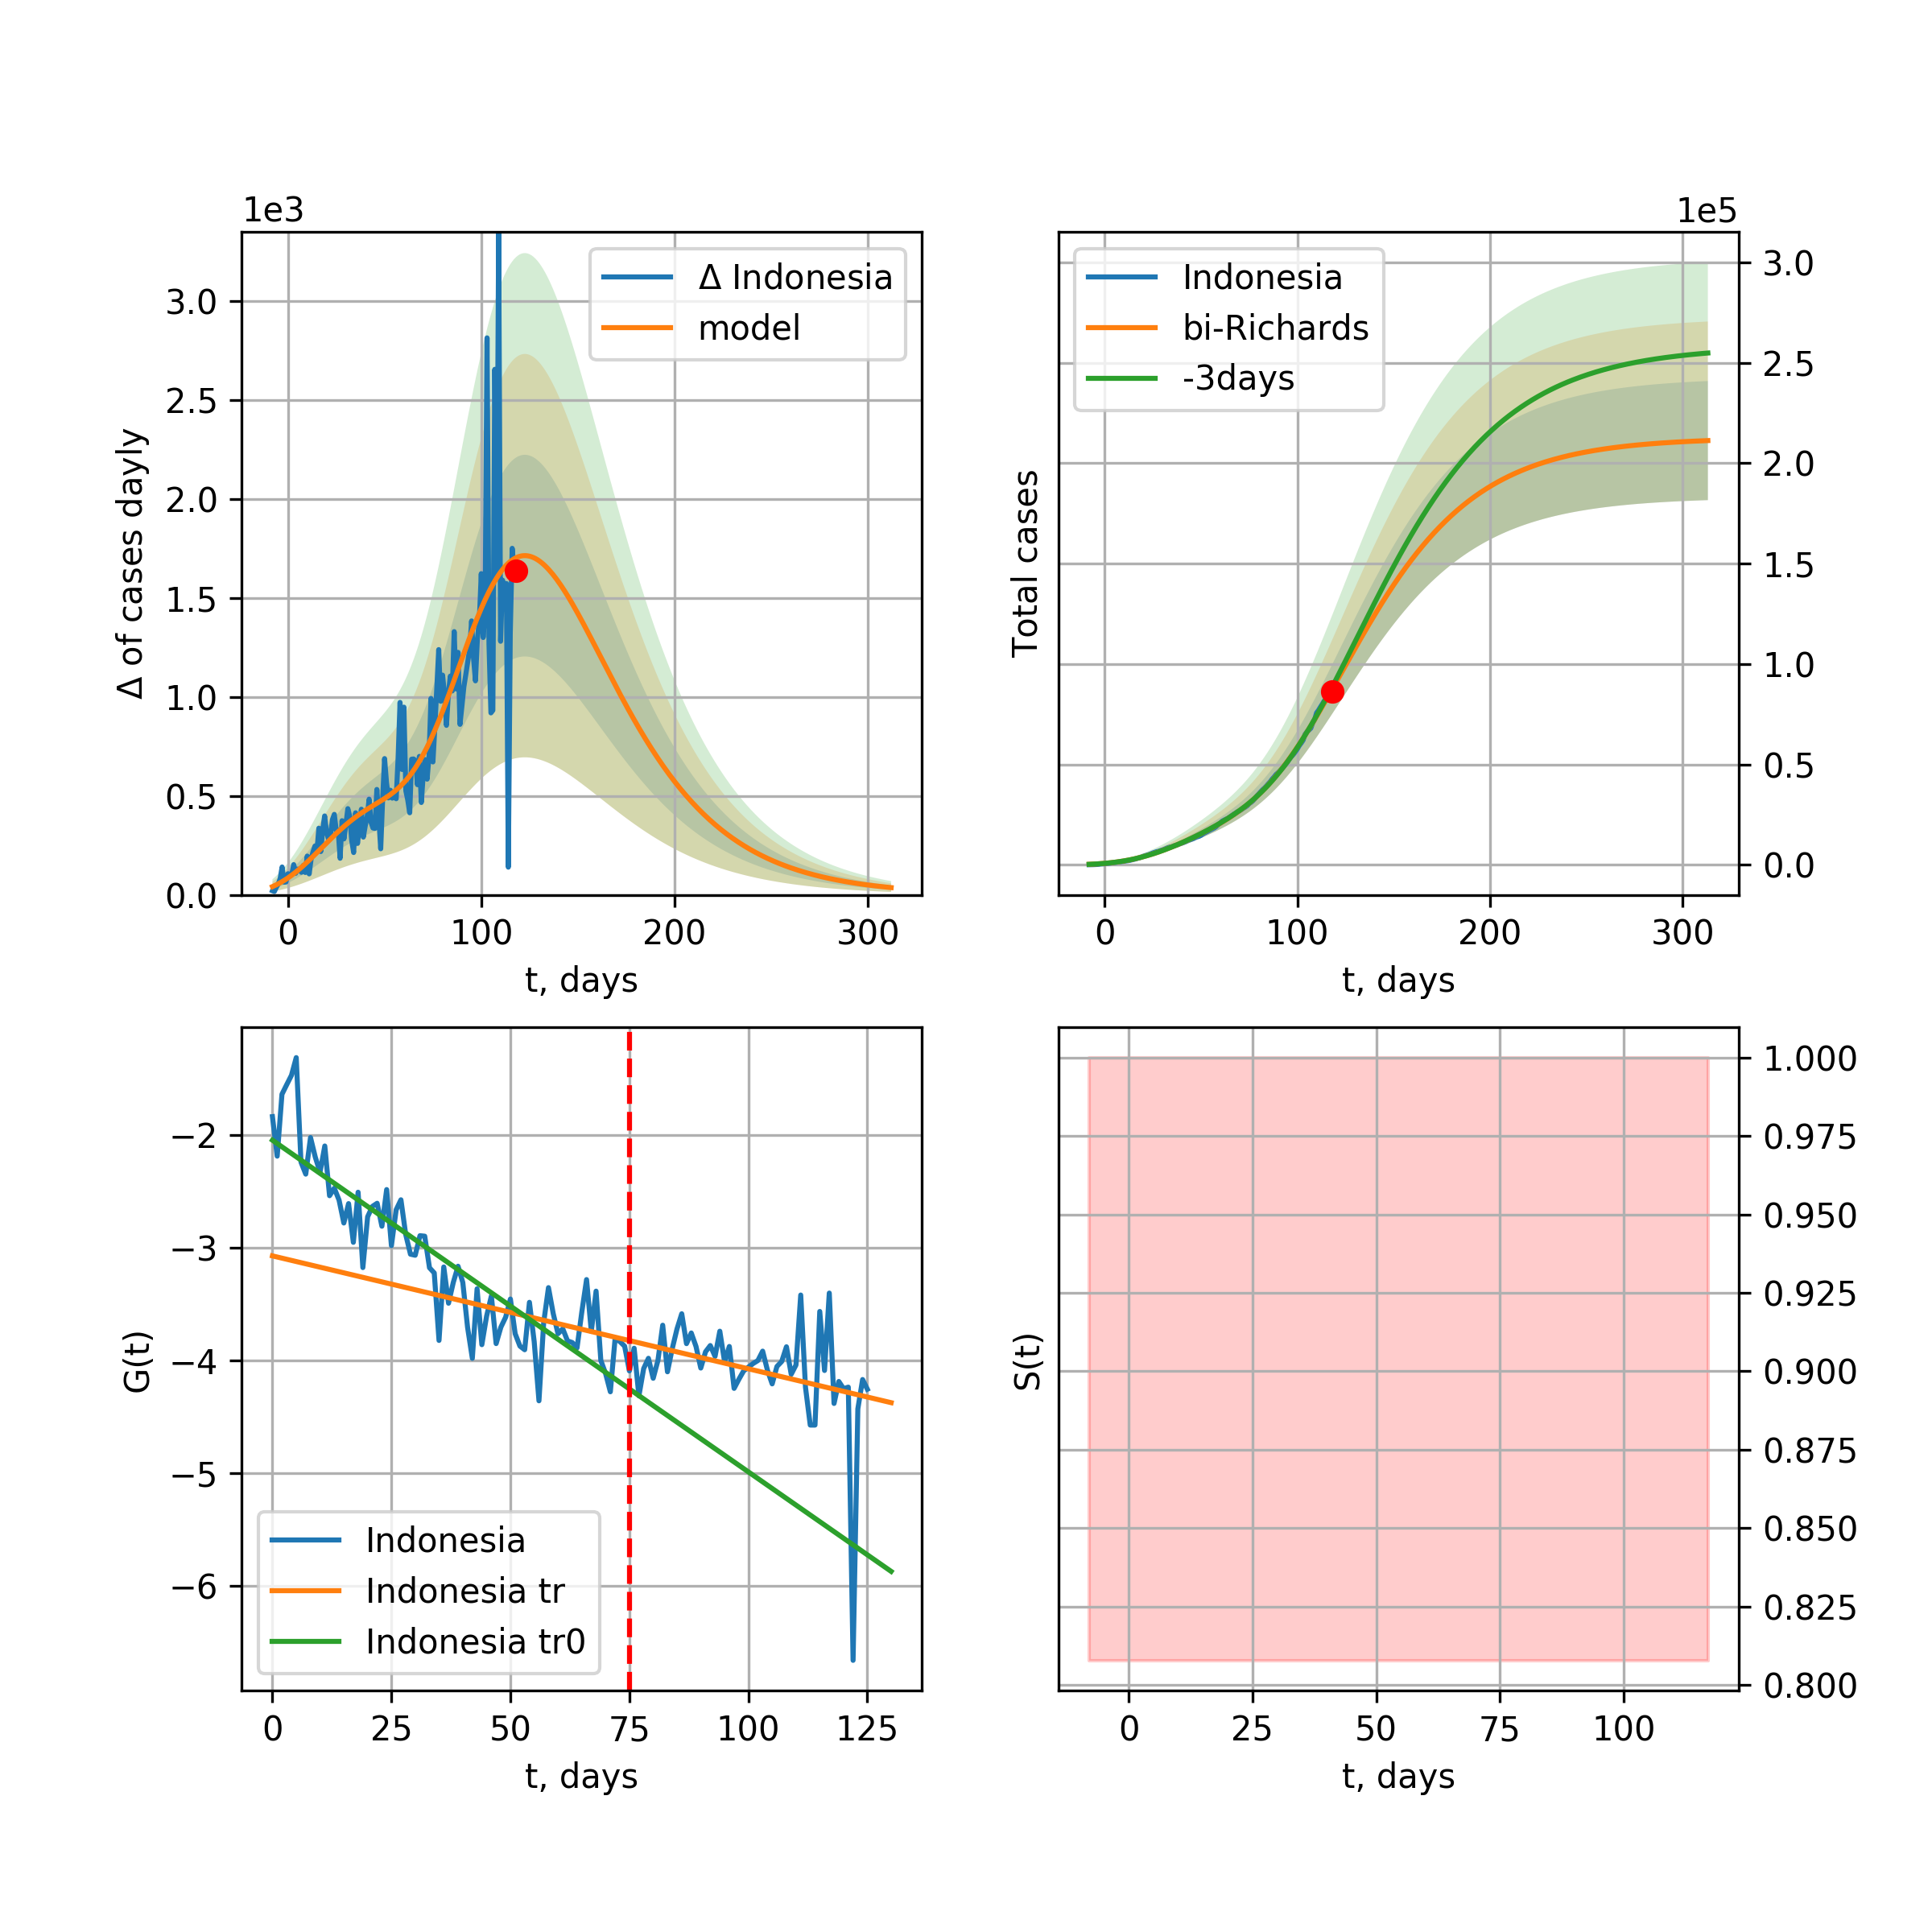 1e3
Δ Indonesia
model
3.0
2.5
2.0
1.5
1.0
0.5
0.0
Δ of cases dayly
0 100 200 300
t, days
1e5
Indonesia
bi-Richards
-3days
3.0
2.5
2.0
1.5
1.0
0.5
0.0
Total cases
0 100 200 300
t, days
−2
−3
−4
−5
−6
G(t)
Indonesia
Indonesia tr
Indonesia tr0
0 25 50 75 100 125
t, days
1.000
0.975
0.950
0.925
0.900
0.875
0.850
0.825
0.800
S(t)
0 25 50 75 100
t, days